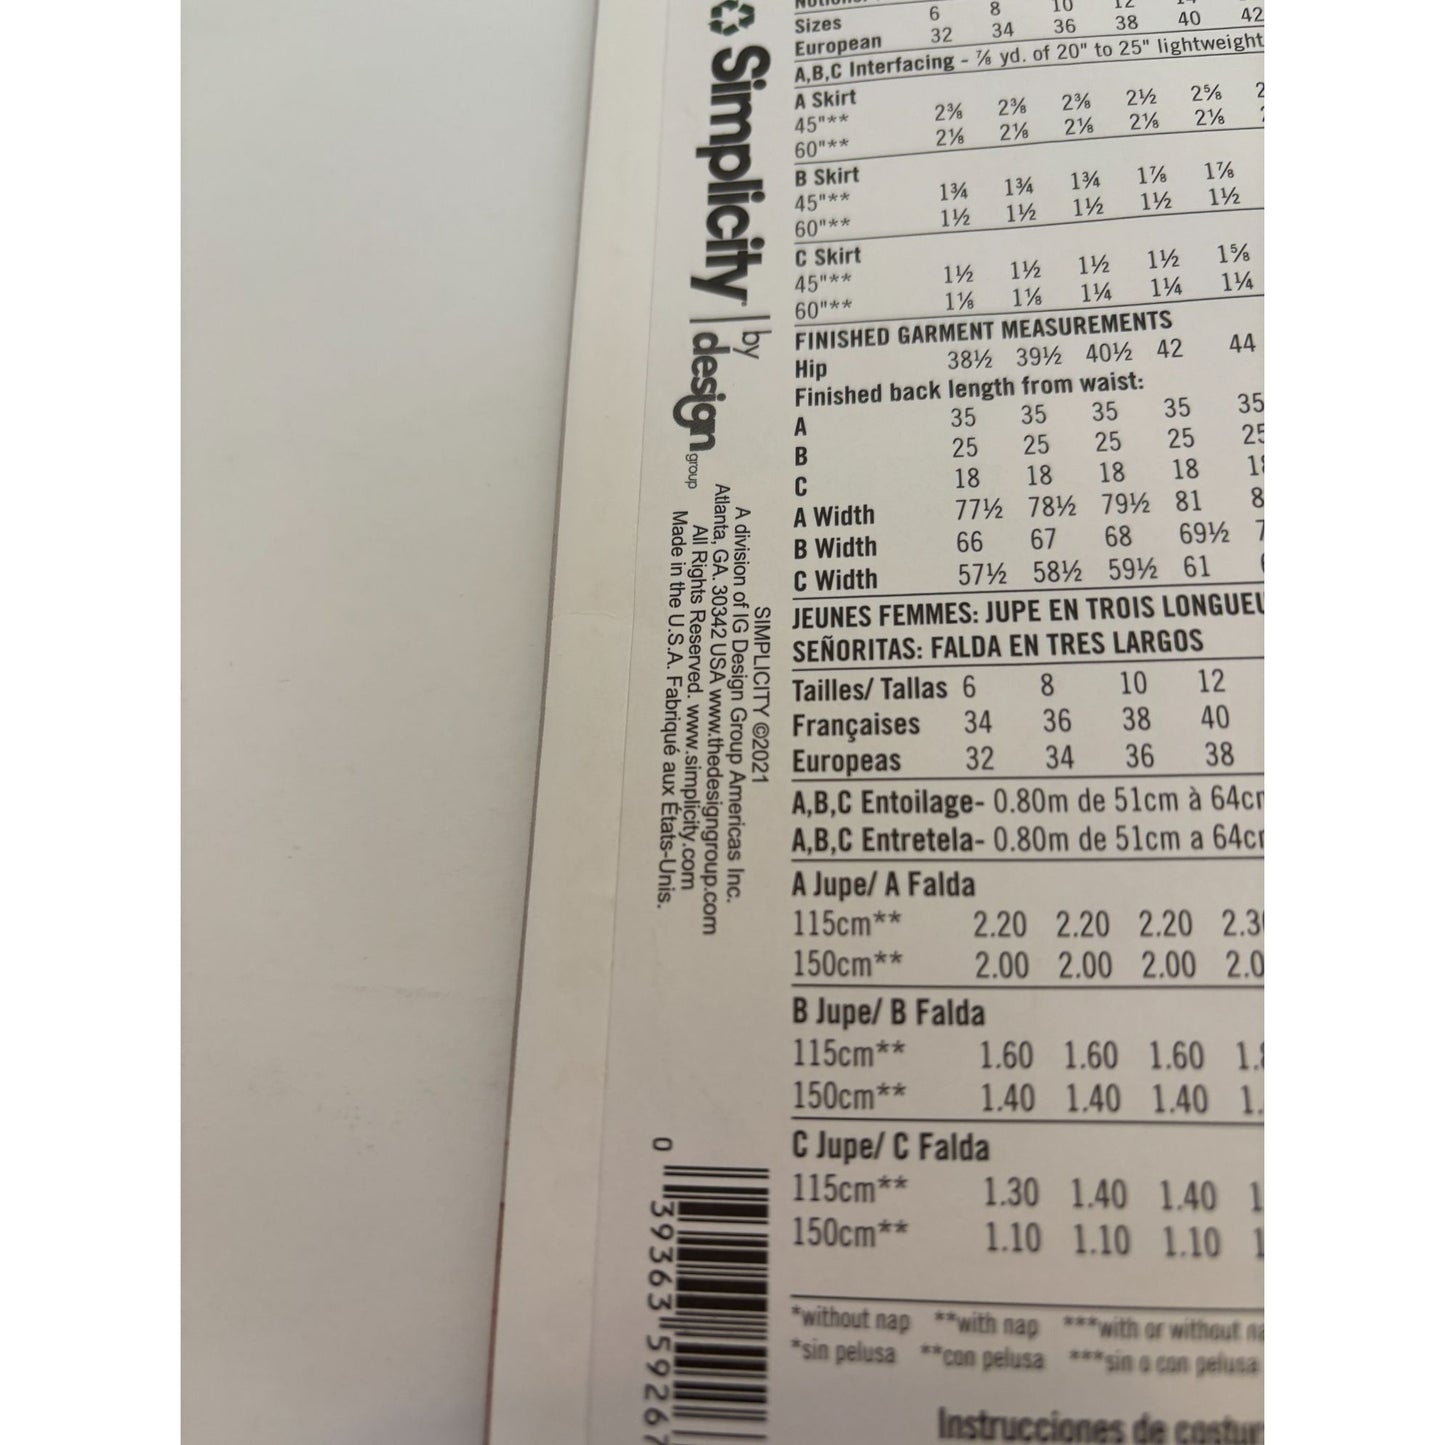 Sizes 6 8 10 12 14
European 32 34 36 38 40 42
A,B,C Interfacing - ⅞ yd. of 20" to 25" lightweight
A Skirt
45"** 2⅜ 2⅜ 2⅜ 2½ 2⅝
60"** 2⅛ 2⅛ 2⅛ 2⅛ 2⅛
B Skirt
45"** 1¾ 1¾ 1¾ 1⅞ 1⅞
60"** 1½ 1½ 1½ 1½ 1½
C Skirt
45"** 1½ 1½ 1½ 1½ 1⅝
60"** 1⅛ 1⅛ 1¼ 1¼ 1¼
FINISHED GARMENT MEASUREMENTS
Hip 38½ 39½ 40½ 42 44
Finished back length from waist:
A 35 35 35 35 35
B 25 25 25 25 25
C 18 18 18 18
A Width 77½ 78½ 79½ 81
B Width 66 67 68 69½
C Width 57½ 58½ 59½ 61
JEUNES FEMMES: JUPE EN TROIS
SEÑORITAS: FALDA EN TRES LARGOS
Tailles/ Tallas 6 8 10 12
Françaises 34 36 38 40
Europeas 32 34 36 38
A,B,C Entoilage- 0.80m de 51cm à 64cm
A,B,C Entretela- 0.80m de 51cm a 64cm
A Jupe/ A Falda
115cm** 2.20 2.20 2.20 2.3
150cm** 2.00 2.00 2.00 2.0
B Jupe/ B Falda
115cm** 1.60 1.60 1.60
150cm** 1.40 1.40 1.40
C Jupe/ C Falda
115cm** 1.30 1.40 1.40
150cm** 1.10 1.10 1.10
*without nap **with nap ***with or without
*sin pelusa **con pelusa ***sin o con pelusa
Instrucciones de
Simplicity by design group
SIMPLICITY ©2021
A division of IG Design Group Americas Inc.
Atlanta, GA. 30342 USA www.thedesigngroup.com
All Rights Reserved. www.simplicity.com
Made in the U.S.A. Fabriqué aux États-Unis.
0 39363 59267